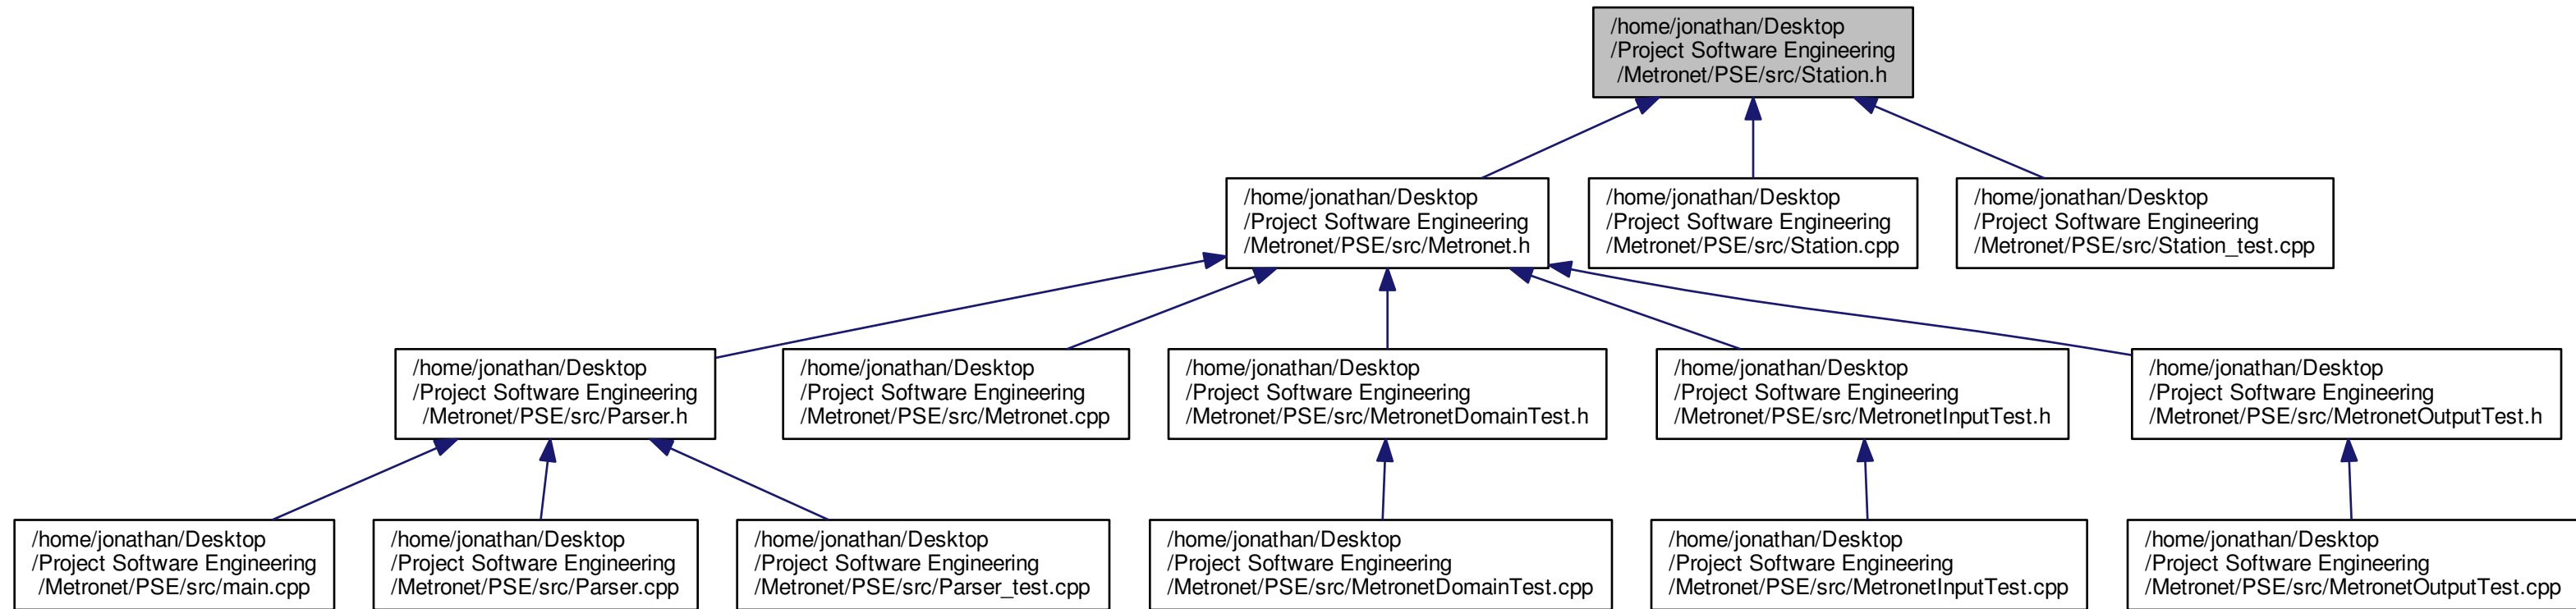 /home/jonathan/Desktop
/Project Software Engineering
/Metronet/PSE/src/Station.h
/home/jonathan/Desktop
/Project Software Engineering
/Metronet/PSE/src/Metronet.h
/home/jonathan/Desktop
/Project Software Engineering
/Metronet/PSE/src/Station.cpp
/home/jonathan/Desktop
/Project Software Engineering
/Metronet/PSE/src/Station_test.cpp
/home/jonathan/Desktop
/Project Software Engineering
/Metronet/PSE/src/Parser.h
/home/jonathan/Desktop
/Project Software Engineering
/Metronet/PSE/src/Metronet.cpp
/home/jonathan/Desktop
/Project Software Engineering
/Metronet/PSE/src/MetronetDomainTest.h
/home/jonathan/Desktop
/Project Software Engineering
/Metronet/PSE/src/MetronetInputTest.h
/home/jonathan/Desktop
/Project Software Engineering
/Metronet/PSE/src/MetronetOutputTest.h
/home/jonathan/Desktop
/Project Software Engineering
/Metronet/PSE/src/main.cpp
/home/jonathan/Desktop
/Project Software Engineering
/Metronet/PSE/src/Parser.cpp
/home/jonathan/Desktop
/Project Software Engineering
/Metronet/PSE/src/Parser_test.cpp
/home/jonathan/Desktop
/Project Software Engineering
/Metronet/PSE/src/MetronetDomainTest.cpp
/home/jonathan/Desktop
/Project Software Engineering
/Metronet/PSE/src/MetronetInputTest.cpp
/home/jonathan/Desktop
/Project Software Engineering
/Metronet/PSE/src/MetronetOutputTest.cpp